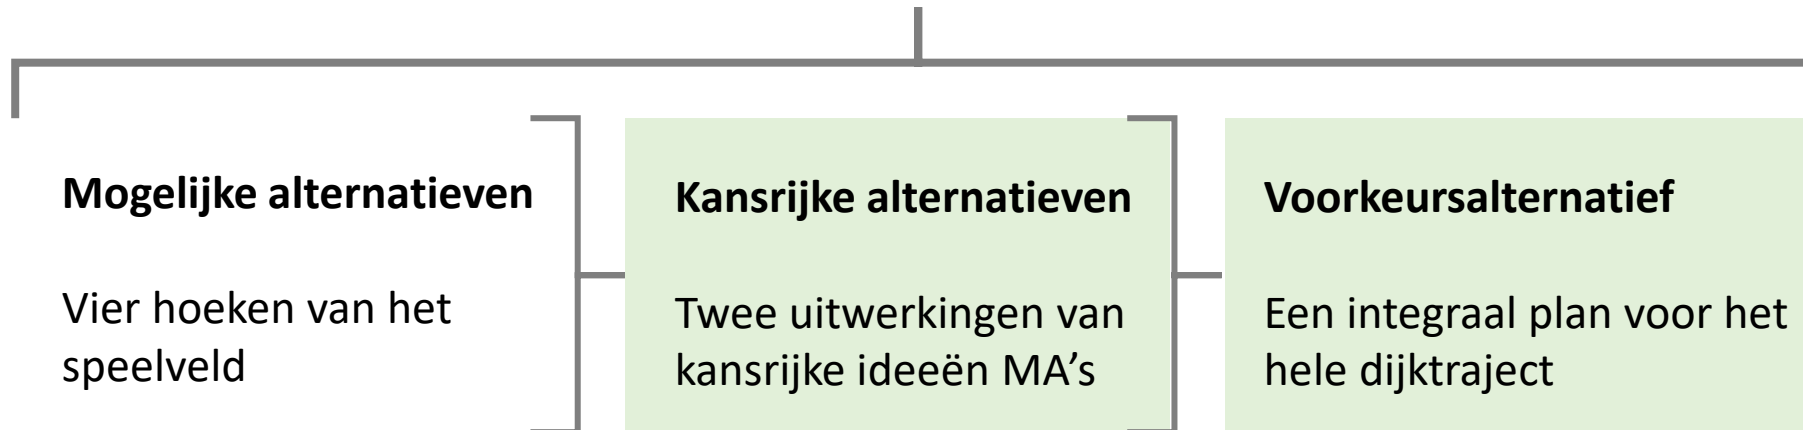 Mogelijke alternatieven
Vier hoeken van het
speelveld
Kansrijke alternatieven
Twee uitwerkingen van
kansrijke ideeën MA’s
Voorkeursalternatief
Een integraal plan voor het
hele dijktraject